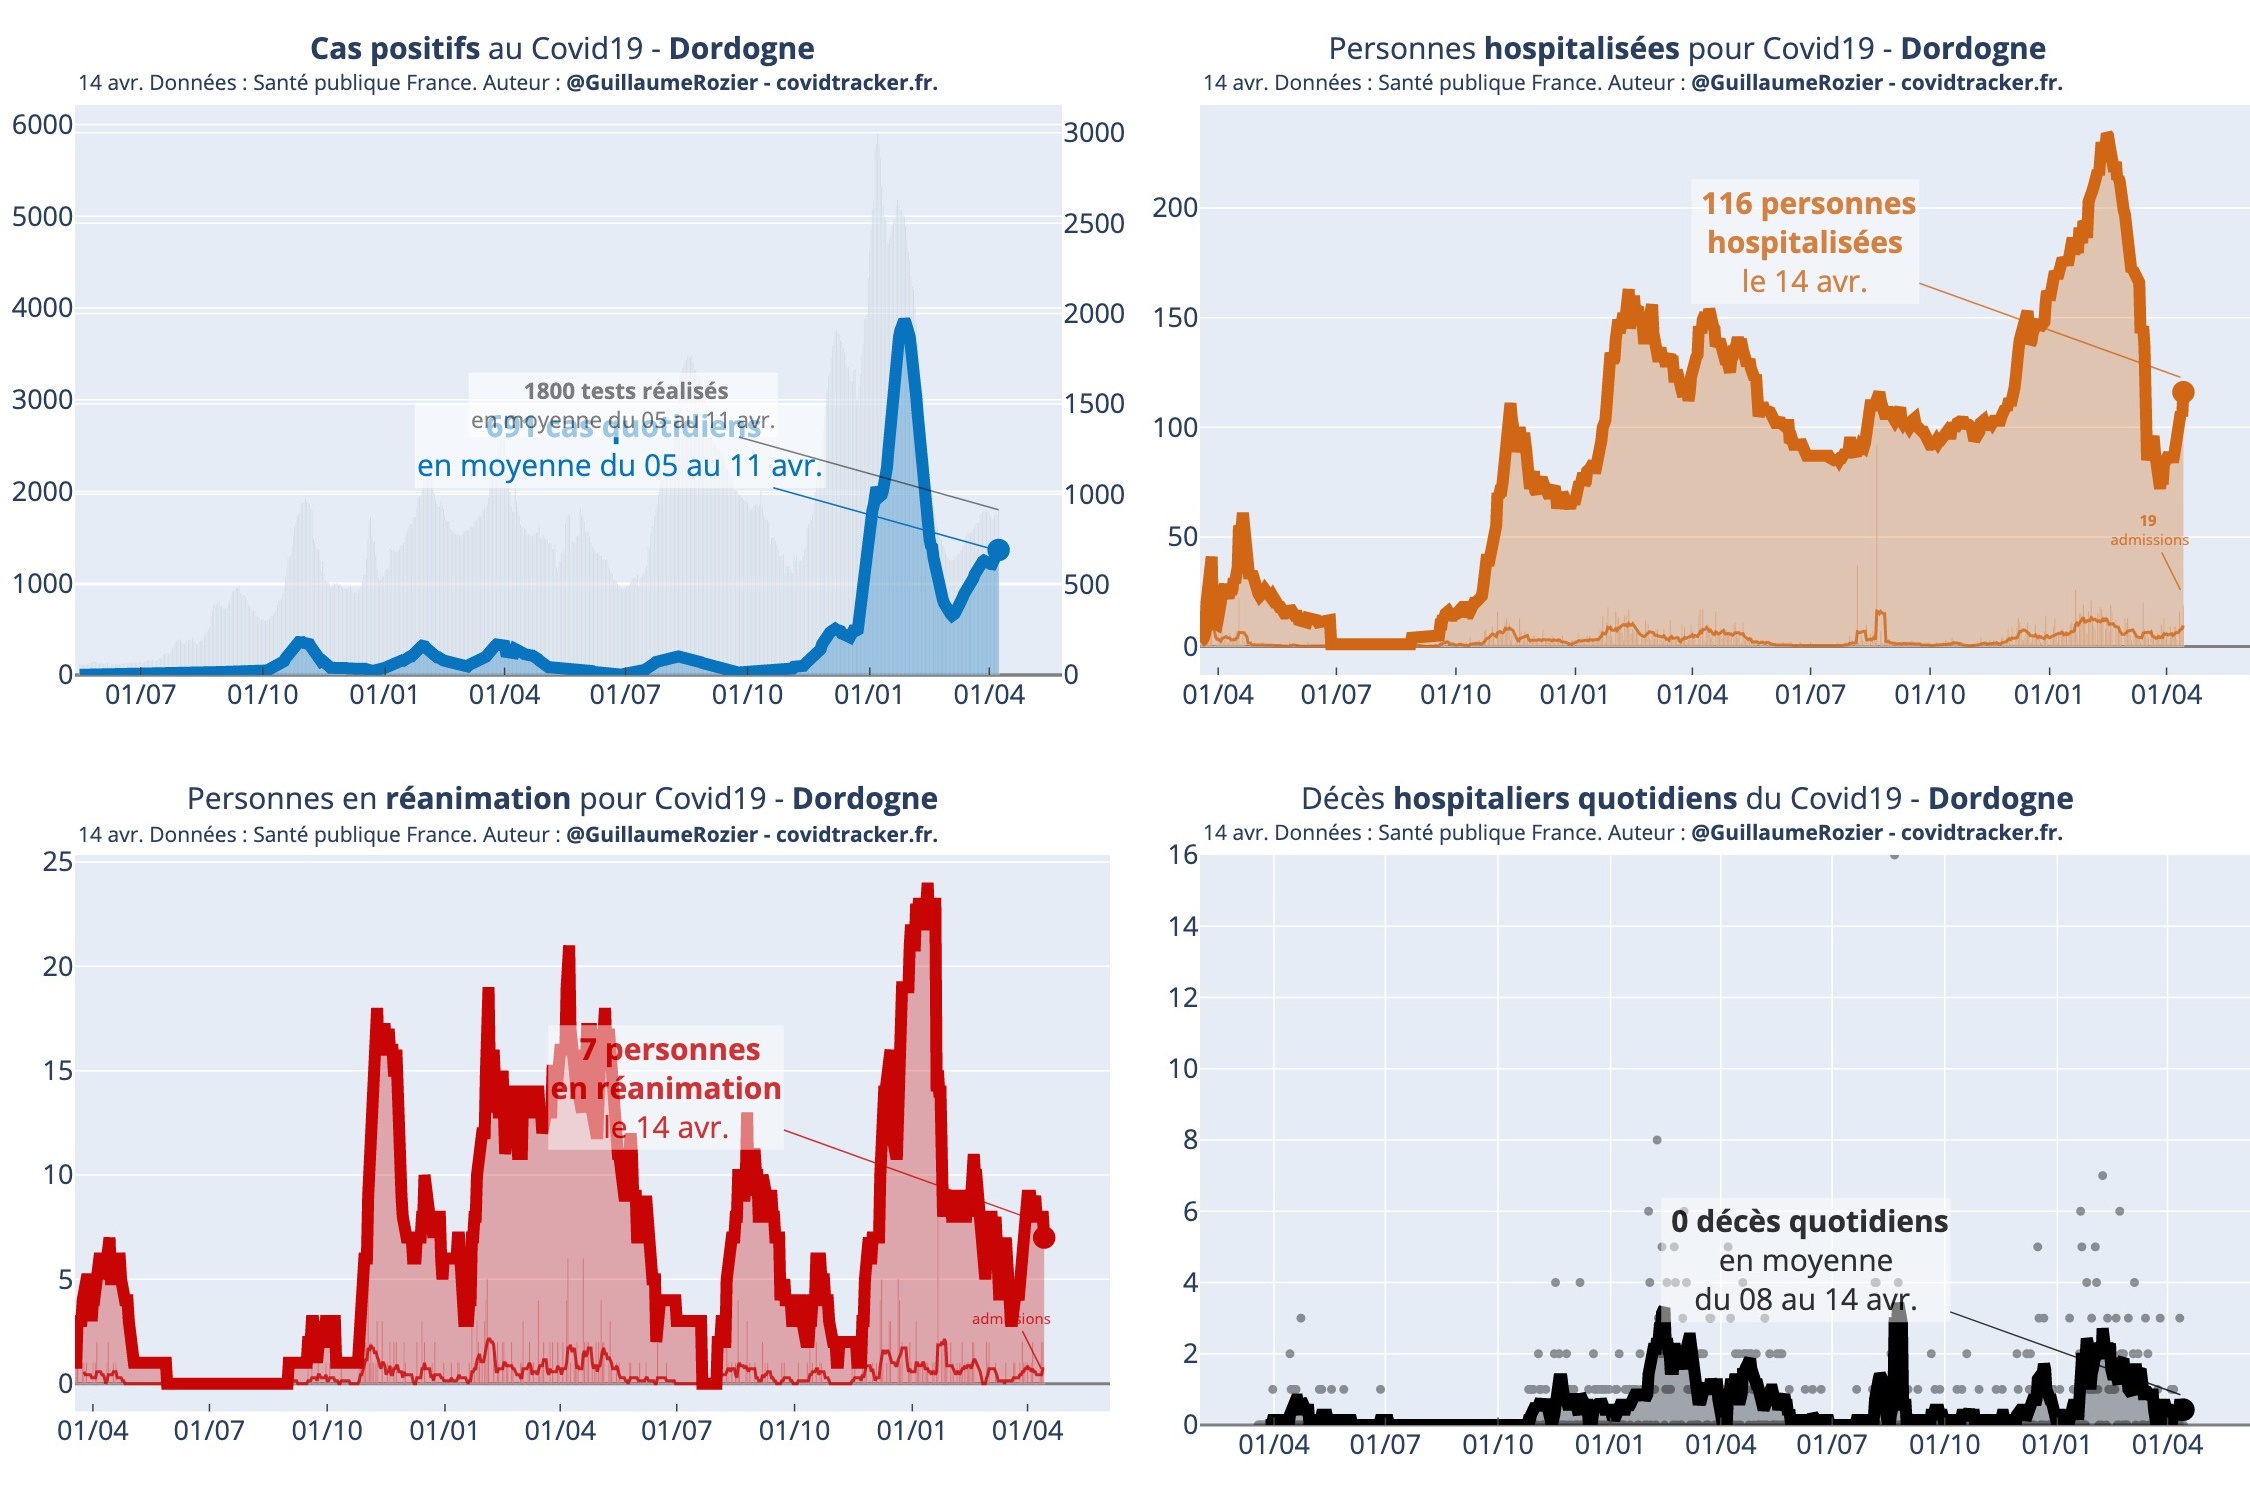 Cas positifs au Covid19 - Dordogne
14 avr. Données : Santé publique France. Auteur : @GuillaumeRozier - covidtracker.fr.
6000
5000
4000
3000
2000
1000
0
3000
2500
2000
1500
1000
500
0
1800 tests réalisés
en moyenne du 05 au 11 avr.
691 cas quotidiens
en moyenne du 05 au 11 avr.
01/07 01/10 01/01 01/04 01/07 01/10 01/01 01/04
Personnes hospitalisées pour Covid19 - Dordogne
14 avr. Données : Santé publique France. Auteur : @GuillaumeRozier - covidtracker.fr.
200
150
100
50
0
116 personnes
hospitalisées
le 14 avr.
19
admissions
01/04 01/07 01/10 01/01 01/04 01/07 01/10 01/01 01/04
Personnes en réanimation pour Covid19 - Dordogne
14 avr. Données : Santé publique France. Auteur : @GuillaumeRozier - covidtracker.fr.
25
20
15
10
5
0
7 personnes
en réanimation
le 14 avr.
admissions
01/04 01/07 01/10 01/01 01/04 01/07 01/10 01/01 01/04
Décès hospitaliers quotidiens du Covid19 - Dordogne
14 avr. Données : Santé publique France. Auteur : @GuillaumeRozier - covidtracker.fr.
16
14
12
10
8
6
4
2
0
0 décès quotidiens
en moyenne
du 08 au 14 avr.
01/04 01/07 01/10 01/01 01/04 01/07 01/10 01/01 01/04